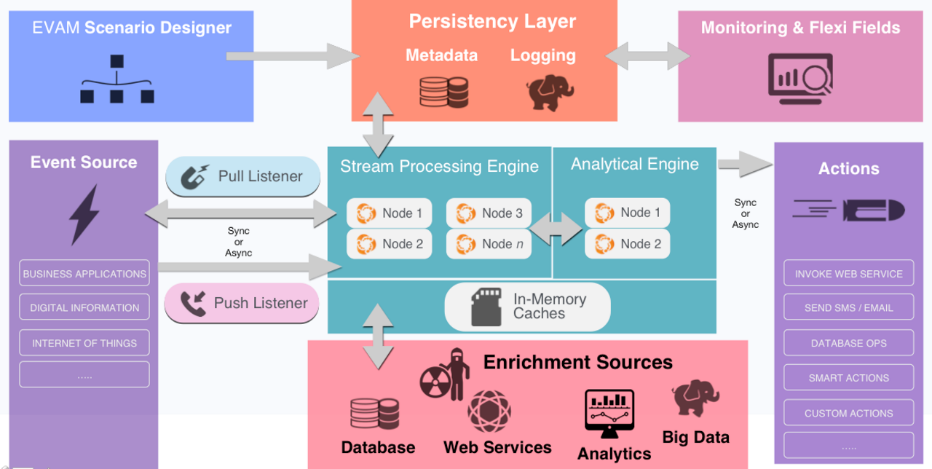 EVAM Scenario Designer
Persistency Layer
Metadata
Logging
Monitoring & Flexi Fields
Event Source
BUSINESS APPLICATIONS
DIGITAL INFORMATION
INTERNET OF THINGS
.....
Pull Listener
Sync
or
Async
Push Listener
Stream Processing Engine
Node 1
Node 3
Node 2
Node n
Analytical Engine
Node 1
Node 2
In-Memory
Caches
Sync
or
Async
Actions
INVOKE WEB SERVICE
SEND SMS / EMAIL
DATABASE OPS
SMART ACTIONS
CUSTOM ACTIONS
.....
Enrichment Sources
Database
Web Services
Analytics
Big Data